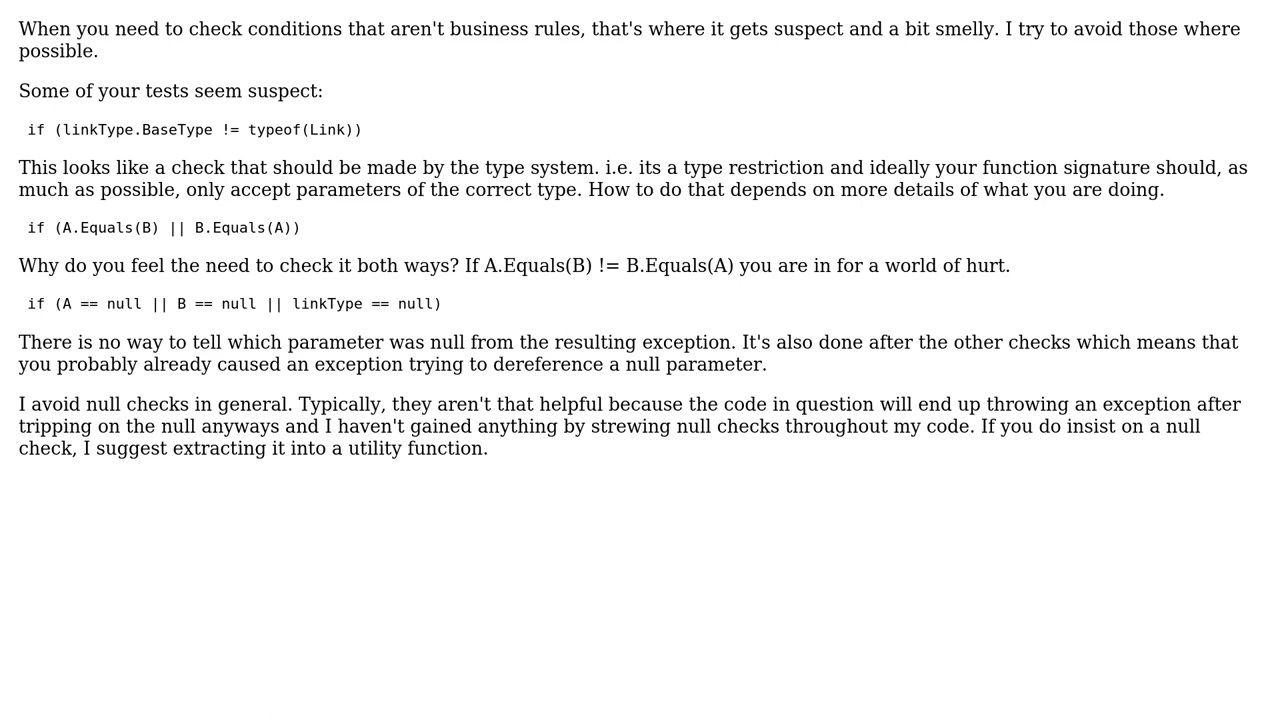 When you need to check conditions that aren't business rules, that's where it gets suspect and a bit smelly. I try to avoid those where
possible.
Some of your tests seem suspect:
if (linkType.BaseType != typeof(Link))
This looks like a check that should be made by the type system. i.e. its a type restriction and ideally your function signature should, as
much as possible, only accept parameters of the correct type. How to do that depends on more details of what you are doing.
if (A.Equals(B) || B.Equals(A))
Why do you feel the need to check it both ways? If A.Equals(B) != B.Equals(A) you are in for a world of hurt.
if (A == null || B == null || linkType == null)
There is no way to tell which parameter was null from the resulting exception. It's also done after the other checks which means that
you probably already caused an exception trying to dereference a null parameter.
I avoid null checks in general. Typically, they aren't that helpful because the code in question will end up throwing an exception after
tripping on the null anyways and I haven't gained anything by strewing null checks throughout my code. If you do insist on a null
check, I suggest extracting it into a utility function.